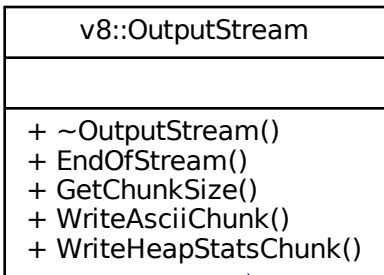 v8::OutputStream
+ ~OutputStream()
+ EndOfStream()
+ GetChunkSize()
+ WriteAsciiChunk()
+ WriteHeapStatsChunk()